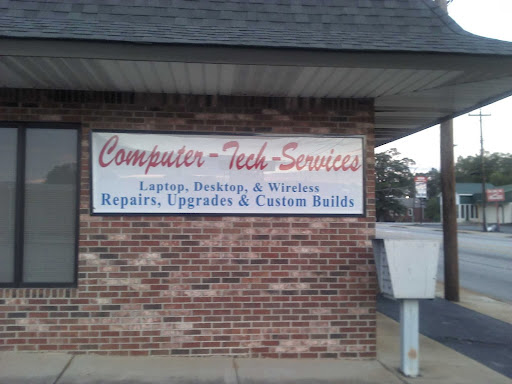 Computer-Tech-Services
Laptop, Desktop, & Wireless
Repairs, Upgrades & Custom Builds